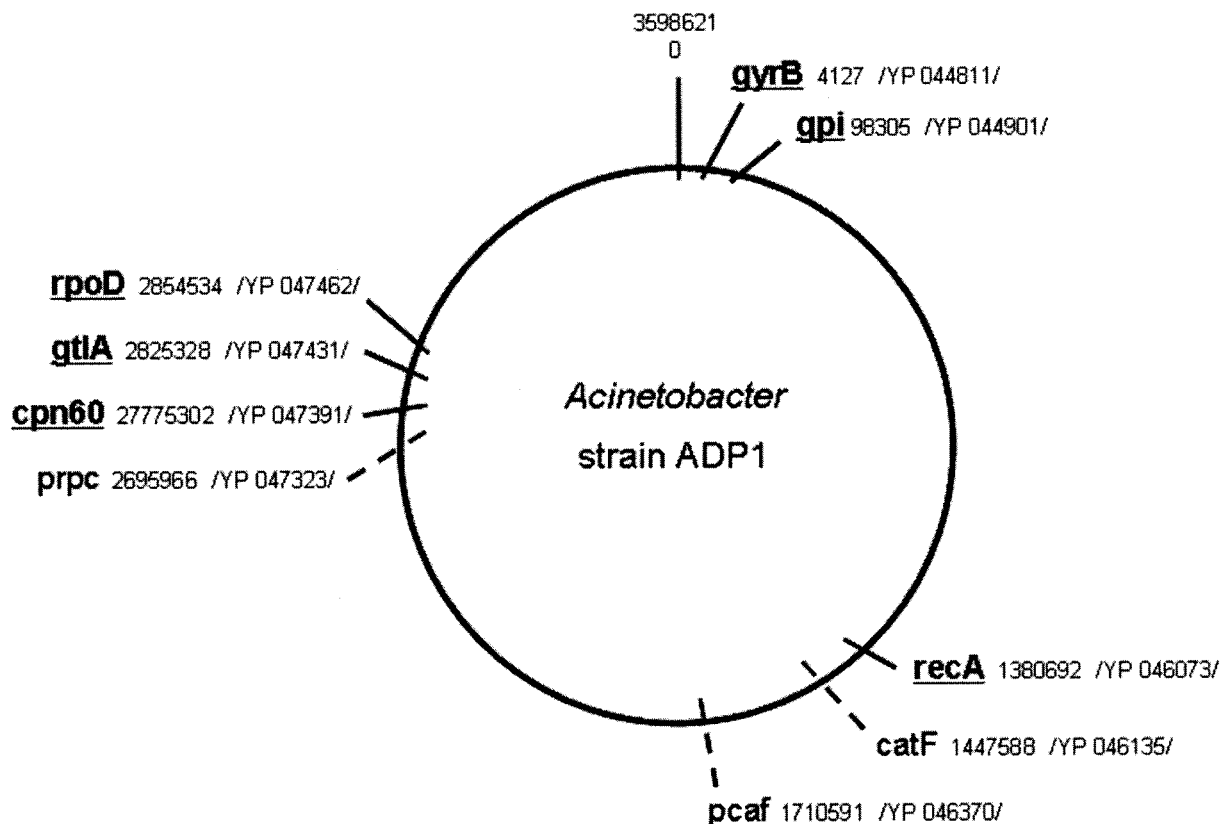 3598621
0
gyrB 4127 /YP 044811/
gpi 98305 /YP 044901/
rpoD 2854534 /YP 047462/
gtlA 2825328 /YP 047431/
cpn60 27775302 /YP 047391/
prpc 2695966 /YP 047323/
Acinetobacter
strain ADP1
recA 1380692 /YP 046073/
catF 1447588 /YP 046135/
pcaf 1710591 /YP 046370/